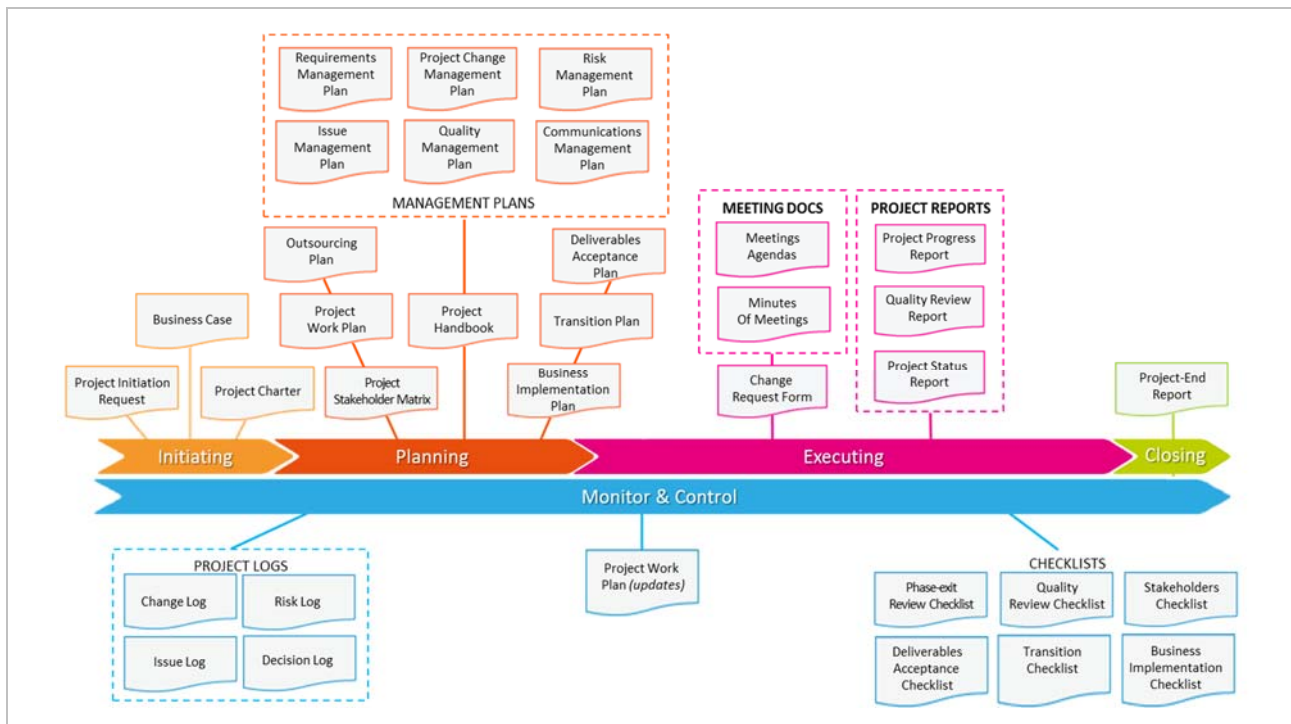 Requirements
Management
Plan
Project Change
Management
Plan
Risk
Management
Plan
Issue
Management
Plan
Quality
Management
Plan
Communications
Management
Plan
MANAGEMENT PLANS
Outsourcing
Plan
Deliverables
Acceptance
Plan
Business Case
Project
Work Plan
Project
Handbook
Transition Plan
Project Initiation
Request
Project Charter
Project
Stakeholder Matrix
Business
Implementation
Plan
MEETING DOCS
Meetings
Agendas
Minutes
Of Meetings
Change
Request Form
PROJECT REPORTS
Project Progress
Report
Quality Review
Report
Project Status
Report
Project-End
Report
Initiating
Planning
Executing
Closing
Monitor & Control
PROJECT LOGS
Change Log
Risk Log
Issue Log
Decision Log
Project Work
Plan (updates)
CHECKLISTS
Phase-exit
Review Checklist
Quality
Review Checklist
Stakeholders
Checklist
Deliverables
Acceptance
Checklist
Transition
Checklist
Business
Implementation
Checklist